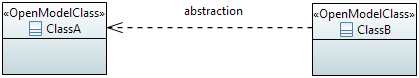 «OpenModelClass»
ClassA
abstraction
«OpenModelClass»
ClassB